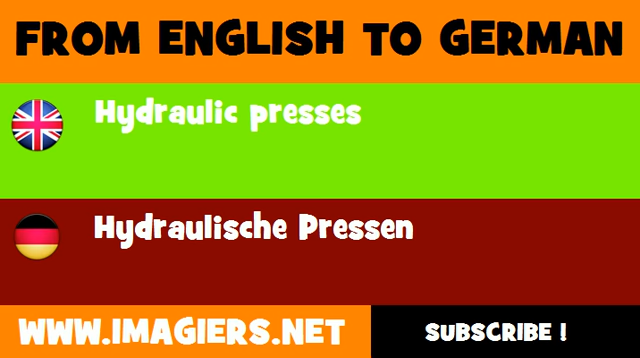 FROM ENGLISH TO GERMAN
Hydraulic presses
Hydraulische Pressen
WWW.IMAGIERS.NET
SUBSCRIBE !